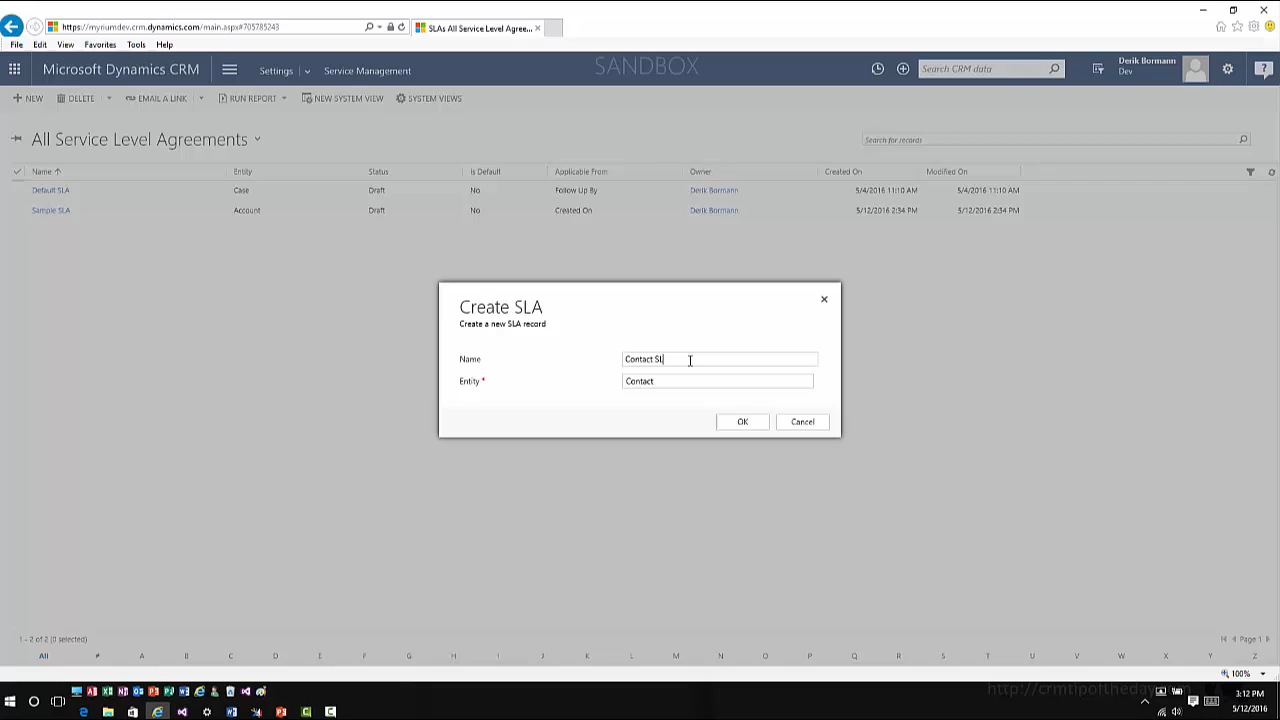 https://myriumdev.crm.dynamics.com/main.aspx#705785243
SLAs All Service Level Agree...
File Edit View Favorites Tools Help
Microsoft Dynamics CRM Settings Service Management SANDBOX Search CRM data Derik Bormann
Dev
NEW DELETE EMAIL A LINK RUN REPORT NEW SYSTEM VIEW SYSTEM VIEWS
All Service Level Agreements Search for records
Name Entity Status Is Default Applicable From Owner Created On Modified On
Default SLA Case Draft No Follow Up By Derik Bormann 5/4/2016 11:10 AM 5/4/2016 11:10 AM
Sample SLA Account Draft No Created On Derik Bormann 5/12/2016 2:34 PM 5/12/2016 2:34 PM
Create SLA
Create a new SLA record
Name Contact SL
Entity * Contact
OK Cancel
1 - 2 of 2 (0 selected) Page 1
All # A B C D E F G H I J K L M N O P Q R S T U V W X Y Z
100%
http://crmtipoftheday.com
3:12 PM
5/12/2016